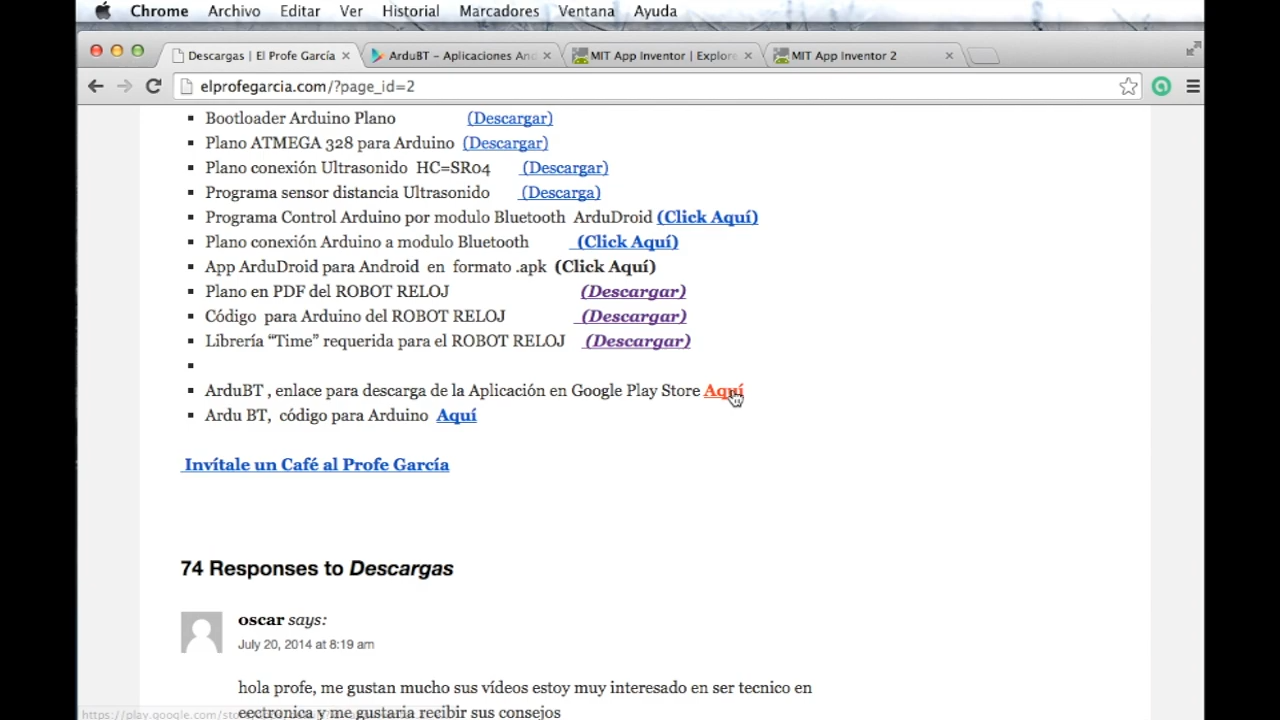 Chrome Archivo Editar Ver Historial Marcadores Ventana Ayuda
Descargas | El Profe García ArduBT – Aplicaciones An MIT App Inventor | Explore MIT App Inventor 2
elprofegarcia.com/?page_id=2
Bootloader Arduino Plano (Descargar)
Plano ATMEGA 328 para Arduino (Descargar)
Plano conexión Ultrasonido HC=SR04 (Descargar)
Programa sensor distancia Ultrasonido (Descarga)
Programa Control Arduino por modulo Bluetooth ArduDroid (Click Aquí)
Plano conexión Arduino a modulo Bluetooth (Click Aquí)
App ArduDroid para Android en formato .apk (Click Aquí)
Plano en PDF del ROBOT RELOJ (Descargar)
Código para Arduino del ROBOT RELOJ (Descargar)
Librería “Time” requerida para el ROBOT RELOJ (Descargar)
ArduBT , enlace para descarga de la Aplicación en Google Play Store Aquí
Ardu BT, código para Arduino Aquí
Invítale un Café al Profe García
74 Responses to Descargas
oscar says:
July 20, 2014 at 8:19 am
hola profe, me gustan mucho sus vídeos estoy muy interesado en ser tecnico en
eectronica y me gustaria recibir sus consejos